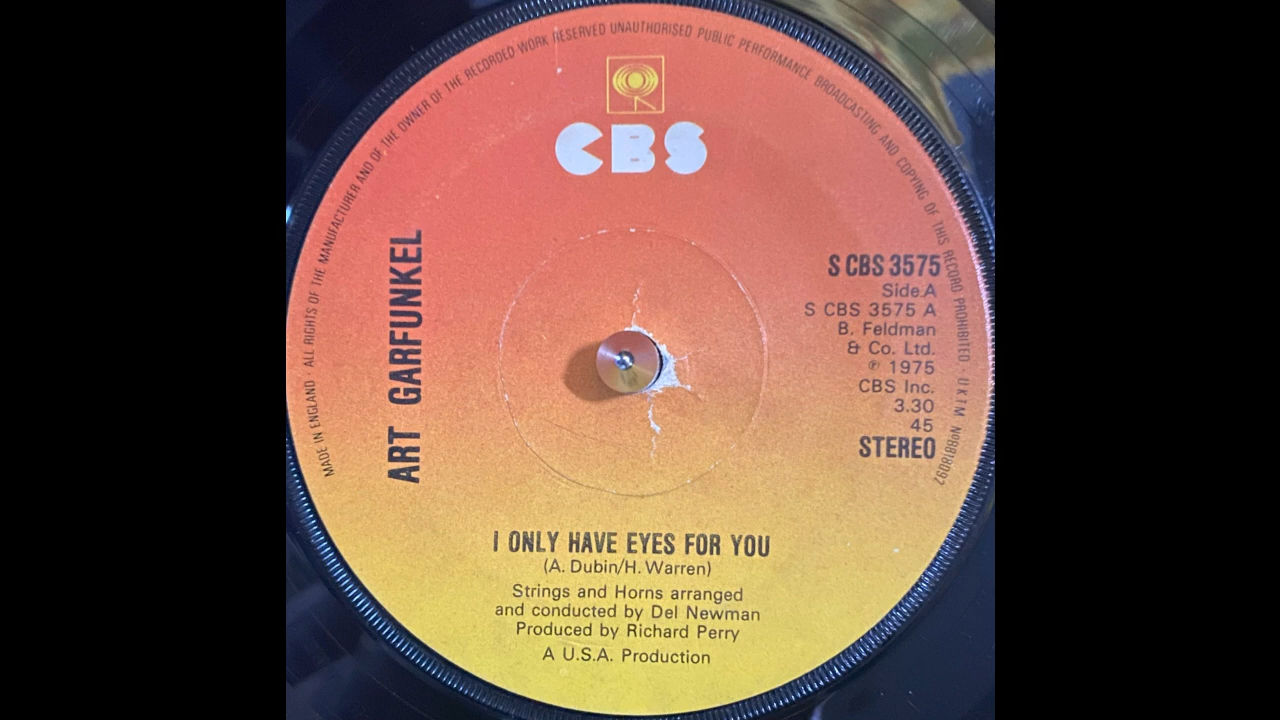 MADE IN ENGLAND · ALL RIGHTS OF THE MANUFACTURER AND OF THE OWNER OF THE RECORDED WORK RESERVED UNAUTHORISED PUBLIC PERFORMANCE BROADCASTING AND COPYING OF THIS RECORD PROHIBITED ·
CBS
ART GARFUNKEL
S CBS 3575
Side A
S CBS 3575 A
B. Feldman
& Co. Ltd.
℗ 1975
CBS Inc.
3.30
45
STEREO
I ONLY HAVE EYES FOR YOU
(A. Dubin/H. Warren)
Strings and Horns arranged
and conducted by Del Newman
Produced by Richard Perry
A U.S.A. Production